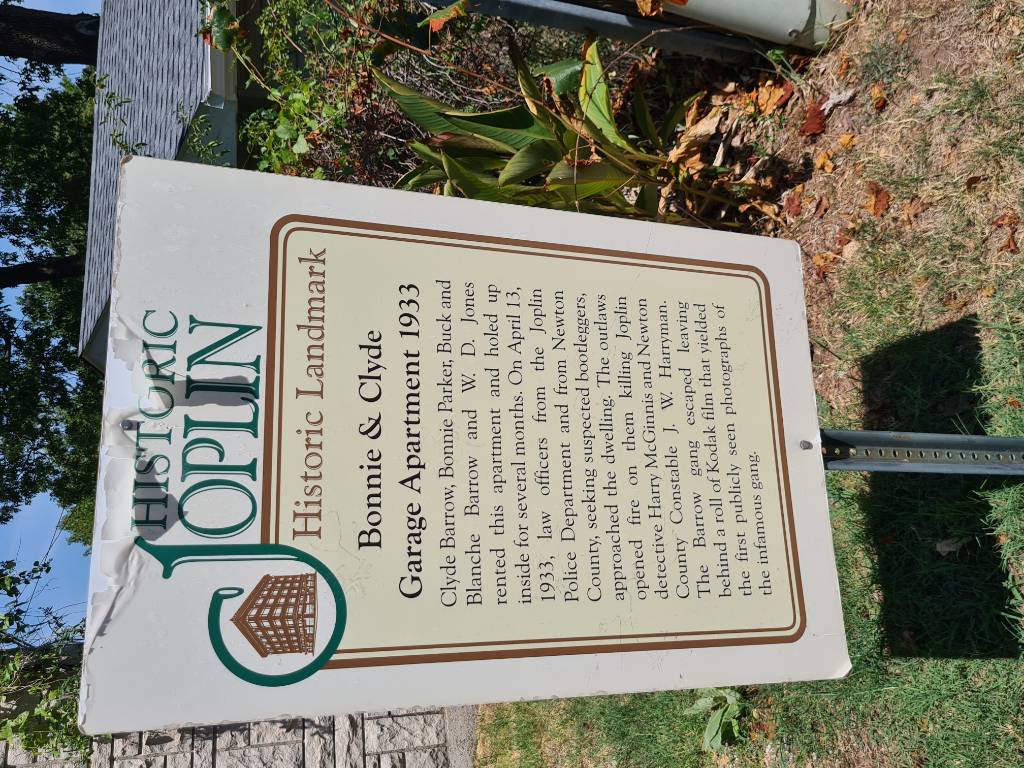 HISTORIC
JOPLIN
Historic Landmark
Bonnie & Clyde
Garage Apartment 1933
Clyde Barrow, Bonnie Parker, Buck and
Blanche Barrow and W. D. Jones
rented this apartment and holed up
inside for several months. On April 13,
1933, law officers from the Joplin
Police Department and from Newton
County, seeking suspected bootleggers,
approached the dwelling. The outlaws
opened fire on them killing Joplin
detective Harry McGinnis and Newton
County Constable J. W. Harryman.
The Barrow gang escaped leaving
behind a roll of Kodak film that yielded
the first publicly seen photographs of
the infamous gang.